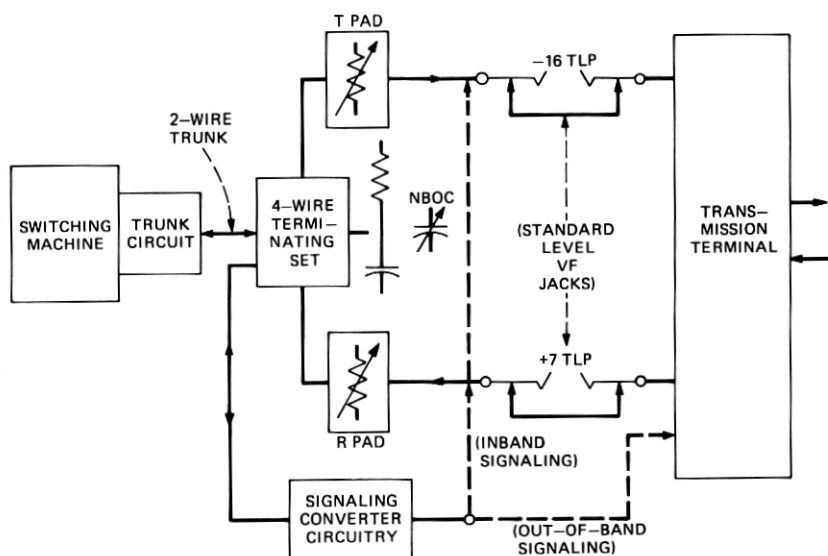 T PAD
−16 TLP
2−WIRE
TRUNK
SWITCHING
MACHINE
TRUNK
CIRCUIT
4−WIRE
TERMI−
NATING
SET
NBOC
(STANDARD
LEVEL
VF
JACKS)
TRANS−
MISSION
TERMINAL
+7 TLP
R PAD
(INBAND
SIGNALING)
SIGNALING
CONVERTER
CIRCUITRY
(OUT−OF−BAND
SIGNALING)